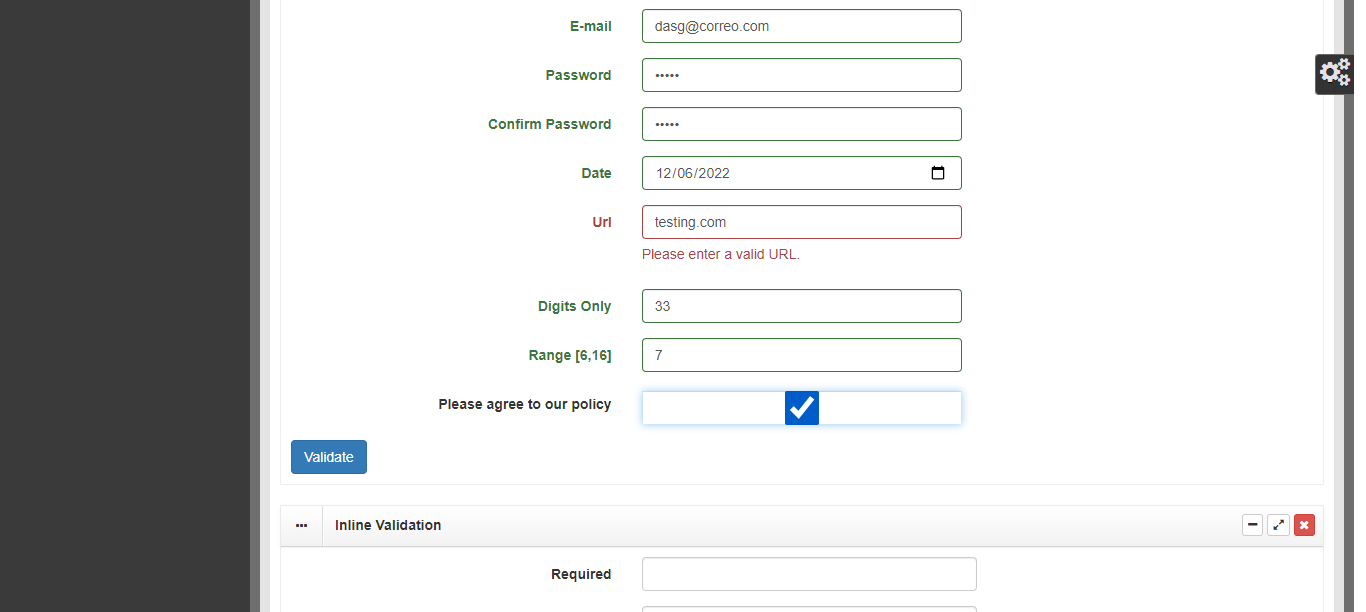 E-mail dasg@correo.com
Password •••••
Confirm Password •••••
Date 12/06/2022
Url testing.com
Please enter a valid URL.
Digits Only 33
Range [6,16] 7
Please agree to our policy
Validate
Inline Validation
Required